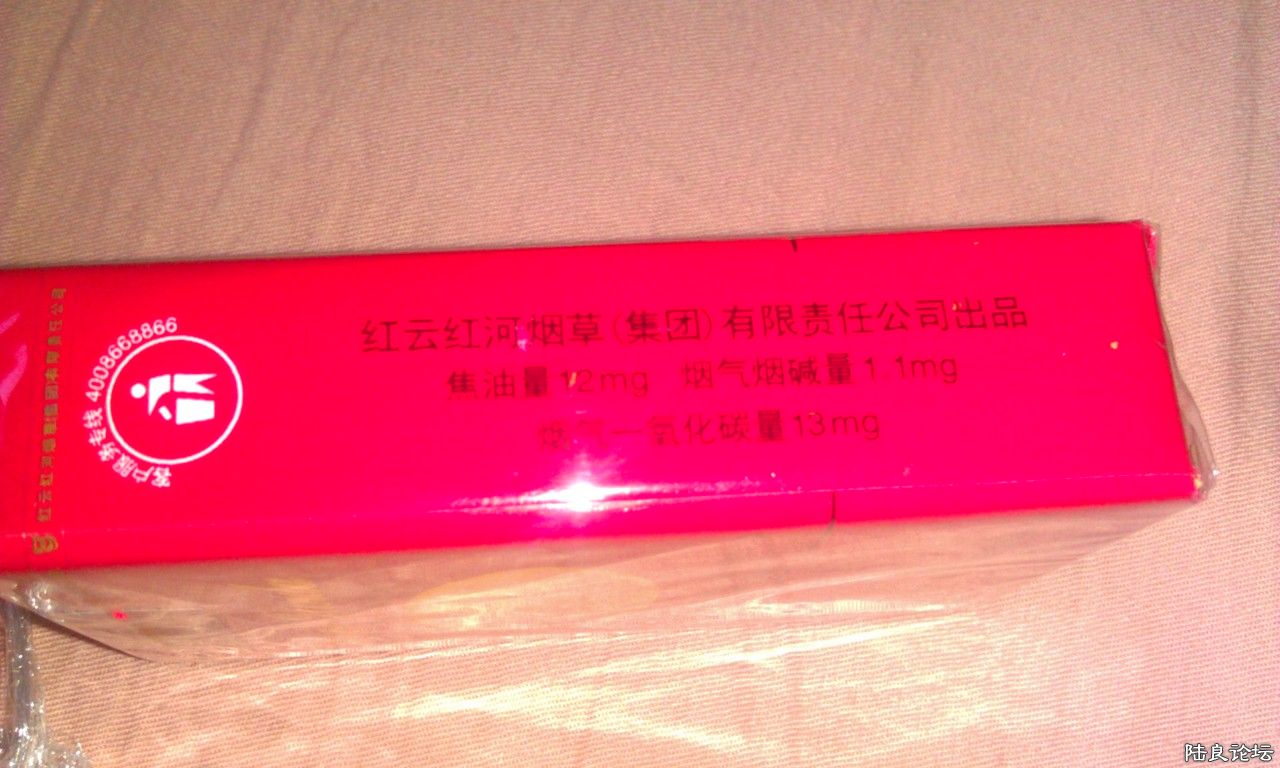 红云红河烟草(集团)有限责任公司出品
焦油量12mg 烟气烟碱量1.1mg
烟气一氧化碳量13mg
客户服务专线 4008668866
陆良论坛